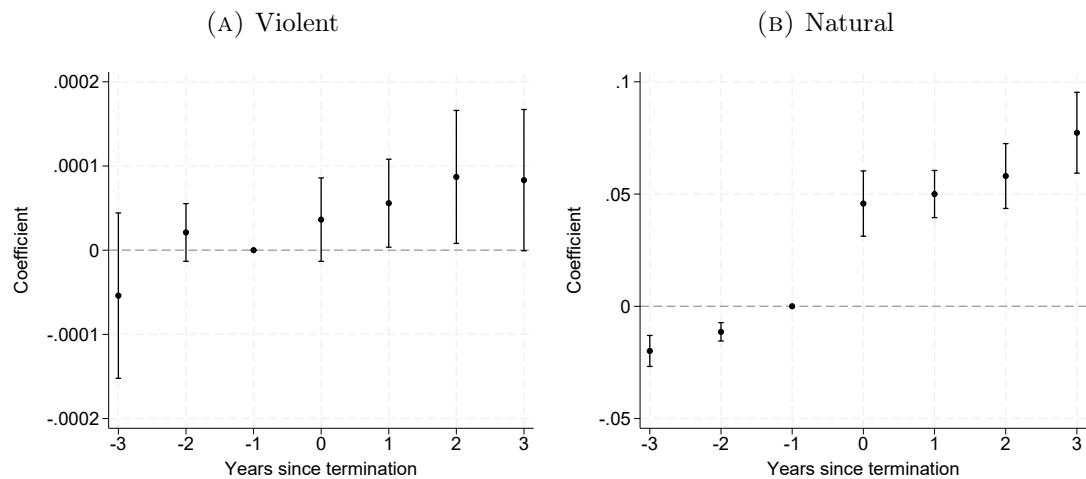 (A) Violent
.0002
.0001
0
-.0001
-.0002
Coefficient
-3 -2 -1 0 1 2 3
Years since termination
(B) Natural
.1
.05
0
-.05
Coefficient
-3 -2 -1 0 1 2 3
Years since termination